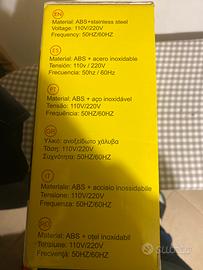 EN
Material: ABS+stainless steel
Voltage: 110V/220V
Frequency: 50HZ/60HZ
ES
Material: ABS + acero inoxidable
Tensión: 110v / 220V
Frecuencia: 50hz / 60Hz
PT
Material: ABS + aço inoxidável
Tensão: 110V/220V
Frequência: 50HZ/60HZ
GR
Υλικό: ανοξείδωτο χάλυβα
Τάση: 110V/220V
Συχνότητα: 50HZ/60HZ
IT
Materiale: ABS + acciaio inossidabile
Tensione: 110V/220V
Frequenza: 50HZ/60HZ
RO
Material: ABS + oțel inoxidabil
Tensiune: 110V/220V
Frecvență: 50HZ/60HZ
subito